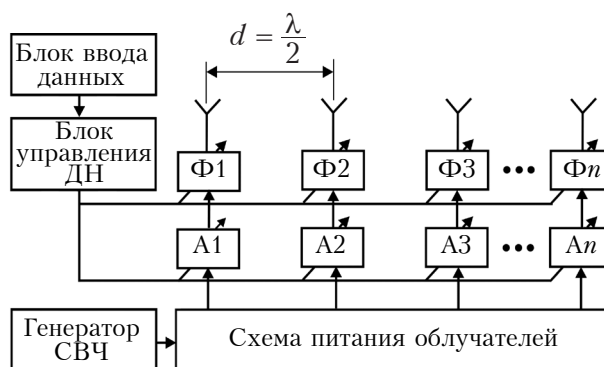 Блок ввода
данных
d = λ/2
Блок
управления
ДН
Ф1 Ф2 Ф3 ••• Фn
А1 А2 А3 ••• Аn
Генератор
СВЧ
Схема питания облучателей